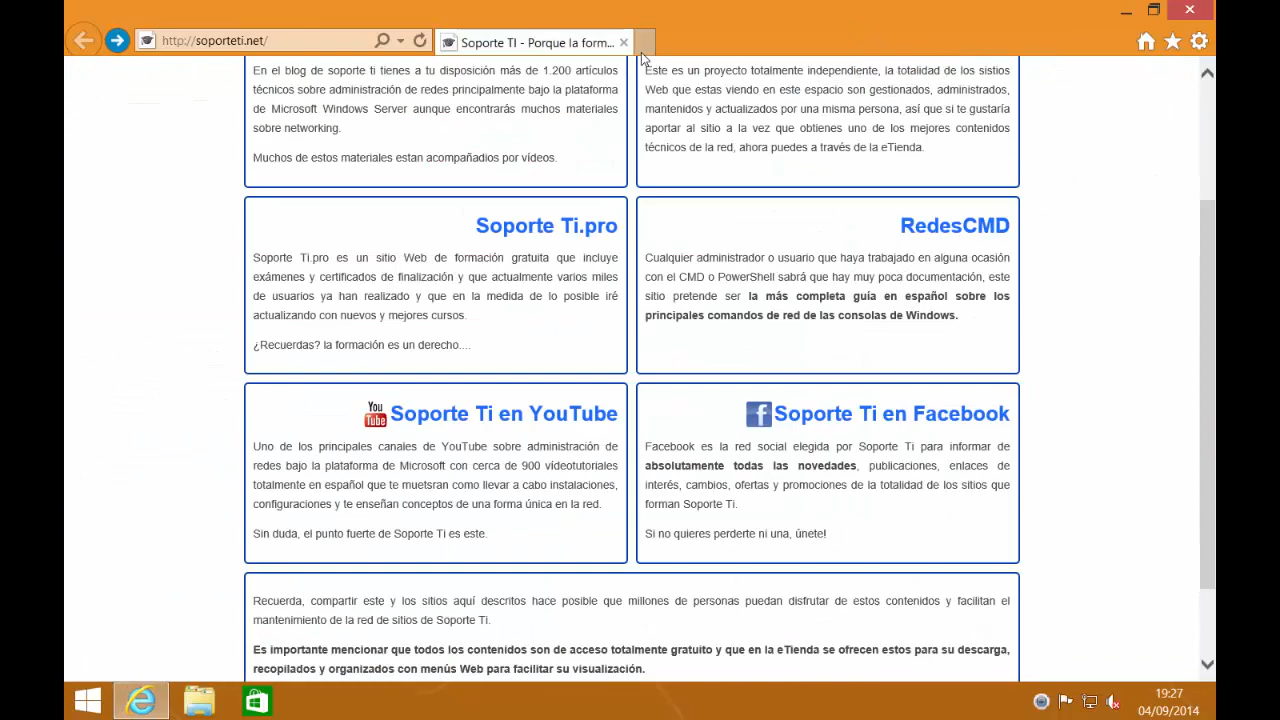 http://soporteti.net/
Soporte TI - Porque la form...
En el blog de soporte ti tienes a tu disposición más de 1.200 artículos
técnicos sobre administración de redes principalmente bajo la plataforma
de Microsoft Windows Server aunque encontrarás muchos materiales
sobre networking.
Muchos de estos materiales estan acompañadios por vídeos.
Este es un proyecto totalmente independiente, la totalidad de los sistios
Web que estas viendo en este espacio son gestionados, administrados,
mantenidos y actualizados por una misma persona, así que si te gustaría
aportar al sitio a la vez que obtienes uno de los mejores contenidos
técnicos de la red, ahora puedes a través de la eTienda.
Soporte Ti.pro
Soporte Ti.pro es un sitio Web de formación gratuita que incluye
exámenes y certificados de finalización y que actualmente varios miles
de usuarios ya han realizado y que en la medida de lo posible iré
actualizando con nuevos y mejores cursos.
¿Recuerdas? la formación es un derecho....
RedesCMD
Cualquier administrador o usuario que haya trabajado en alguna ocasión
con el CMD o PowerShell sabrá que hay muy poca documentación, este
sitio pretende ser la más completa guía en español sobre los
principales comandos de red de las consolas de Windows.
You
Tube
Soporte Ti en YouTube
Uno de los principales canales de YouTube sobre administración de
redes bajo la plataforma de Microsoft con cerca de 900 vídeotutoriales
totalmente en español que te muetsran como llevar a cabo instalaciones,
configuraciones y te enseñan conceptos de una forma única en la red.
Sin duda, el punto fuerte de Soporte Ti es este.
f Soporte Ti en Facebook
Facebook es la red social elegida por Soporte Ti para informar de
absolutamente todas las novedades, publicaciones, enlaces de
interés, cambios, ofertas y promociones de la totalidad de los sitios que
forman Soporte Ti.
Si no quieres perderte ni una, únete!
Recuerda, compartir este y los sitios aquí descritos hace posible que millones de personas puedan disfrutar de estos contenidos y facilitan el
mantenimiento de la red de sitios de Soporte Ti.
Es importante mencionar que todos los contenidos son de acceso totalmente gratuito y que en la eTienda se ofrecen estos para su descarga,
recopilados y organizados con menús Web para facilitar su visualización.
19:27
04/09/2014